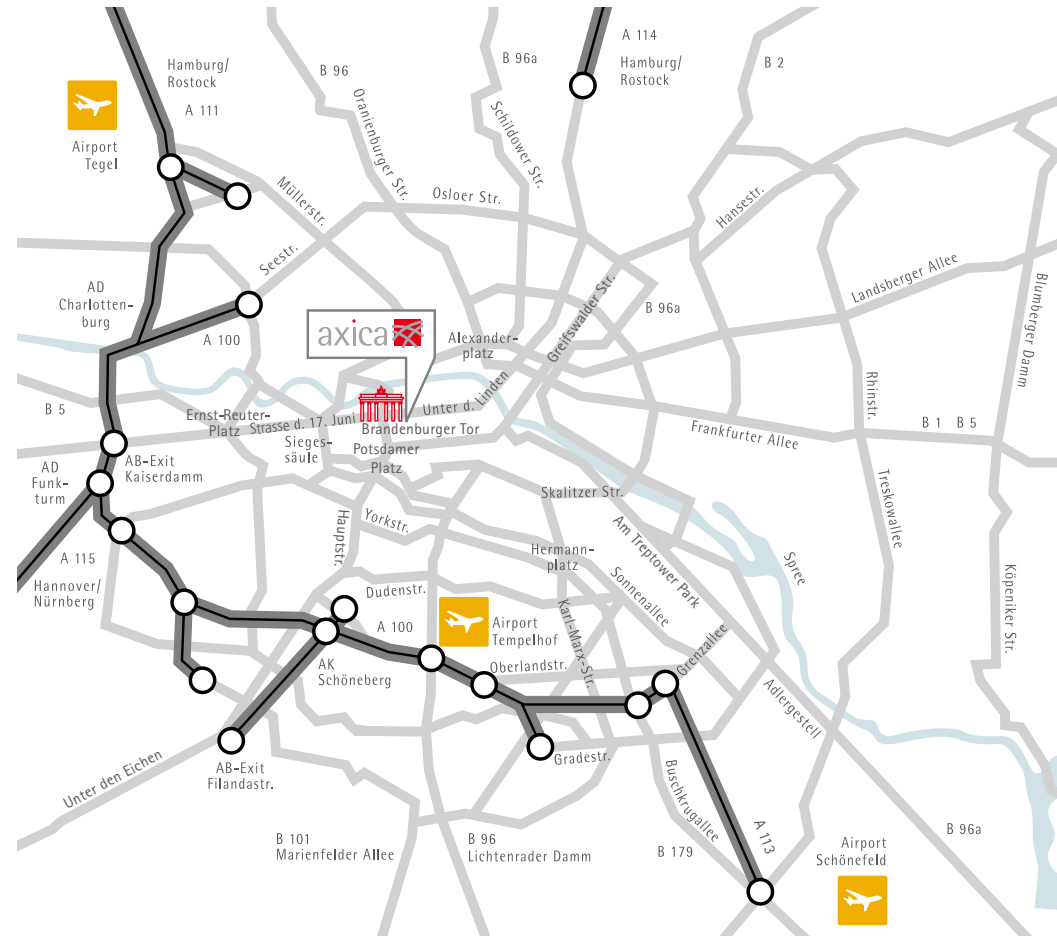 A 114
Hamburg/
Rostock
B 96a
B 2
Hamburg/
Rostock
A 111
B 96
Oranienburger Str.
Schildower Str.
Airport
Tegel
Müllerstr.
Osloer Str.
Hansestr.
Seestr.
AD
Charlotten-
burg
A 100
axica
Alexander-
platz
Greifswalder Str.
B 96a
Landsberger Allee
Blumberger Damm
Rhinstr.
B 5
Ernst-Reuter-
Platz
Strasse d. 17. Juni
Unter d. Linden
Brandenburger Tor
Sieges-
säule
Potsdamer
Platz
Frankfurter Allee
B 1
B 5
AB-Exit
Kaiserdamm
AD
Funk-
turm
Skalitzer Str.
Treskowallee
Hauptstr.
Yorkstr.
Am Treptower Park
Spree
Hermann-
platz
Sonnenallee
A 115
Hannover/
Nürnberg
Dudenstr.
Karl-Marx-Str.
Köpeniker Str.
A 100
Airport
Tempelhof
AK
Schöneberg
Oberlandstr.
Grenzallee
Adlergestell
Unter den Eichen
AB-Exit
Filandastr.
Gradestr.
Buschkrugallee
A 113
B 101
Marienfelder Allee
B 96
Lichtenrader Damm
B 179
Airport
Schönefeld
B 96a